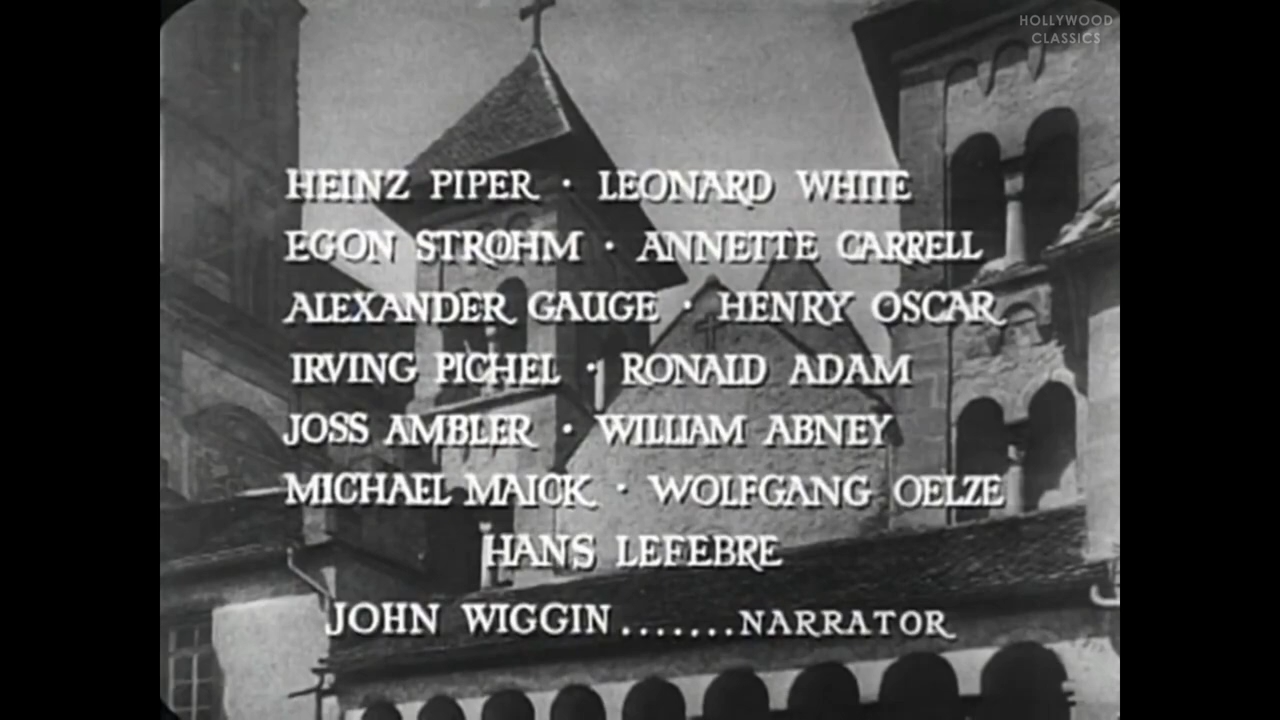 HOLLYWOOD
CLASSICS
HEINZ PIPER · LEONARD WHITE
EGON STROHM · ANNETTE CARRELL
ALEXANDER GAUGE · HENRY OSCAR
IRVING PICHEL · RONALD ADAM
JOSS AMBLER · WILLIAM ABNEY
MICHAEL MAICK · WOLFGANG OELZE
HANS LEFEBRE
JOHN WIGGIN.......NARRATOR